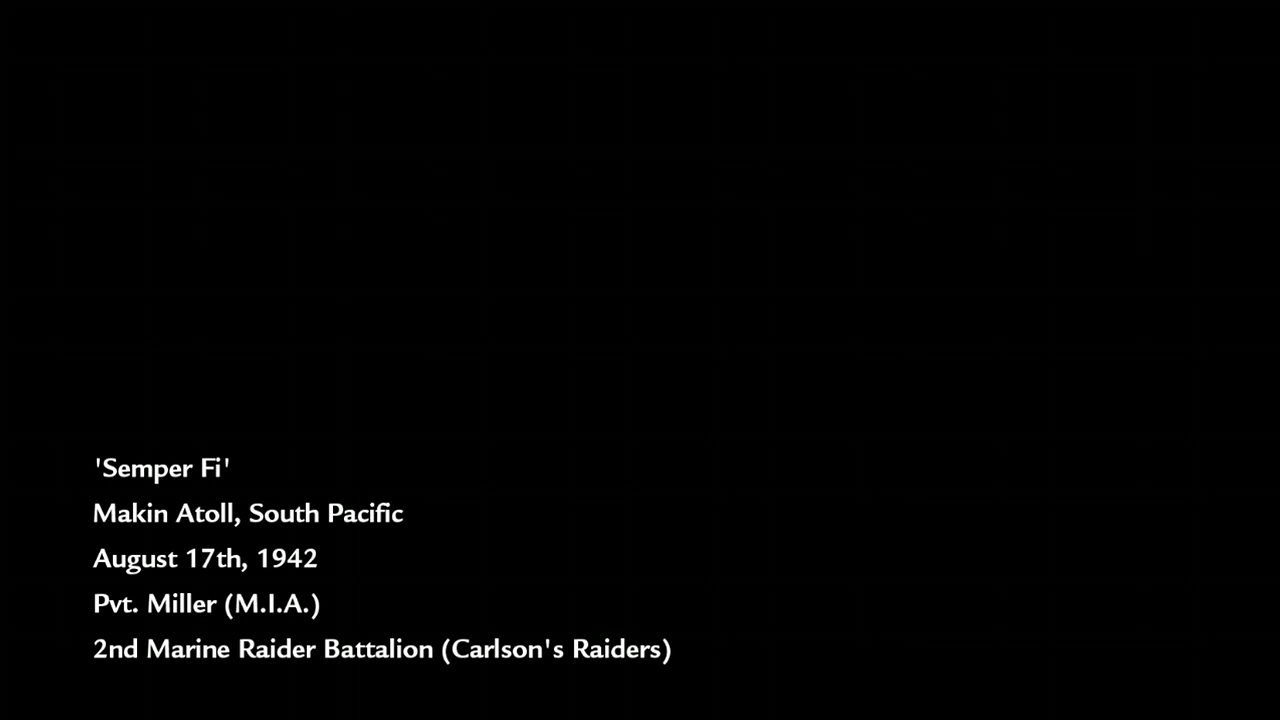 'Semper Fi'
Makin Atoll, South Pacific
August 17th, 1942
Pvt. Miller (M.I.A.)
2nd Marine Raider Battalion (Carlson's Raiders)